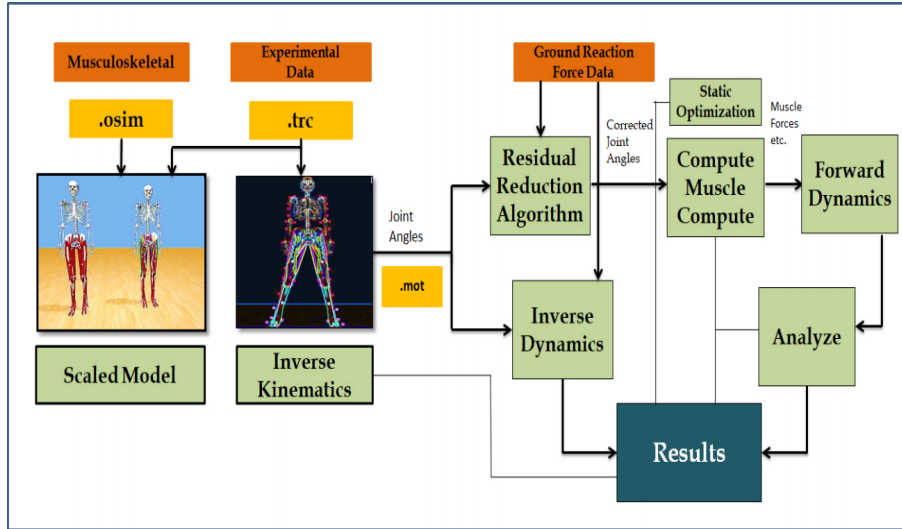 Musculoskeletal
Experimental
Data
Ground Reaction
Force Data
.osim
.trc
Static
Optimization
Corrected
Joint
Angles
Muscle
Forces
etc.
Residual
Reduction
Algorithm
Compute
Muscle
Compute
Forward
Dynamics
Joint
Angles
.mot
Inverse
Dynamics
Analyze
Scaled Model
Inverse
Kinematics
Results